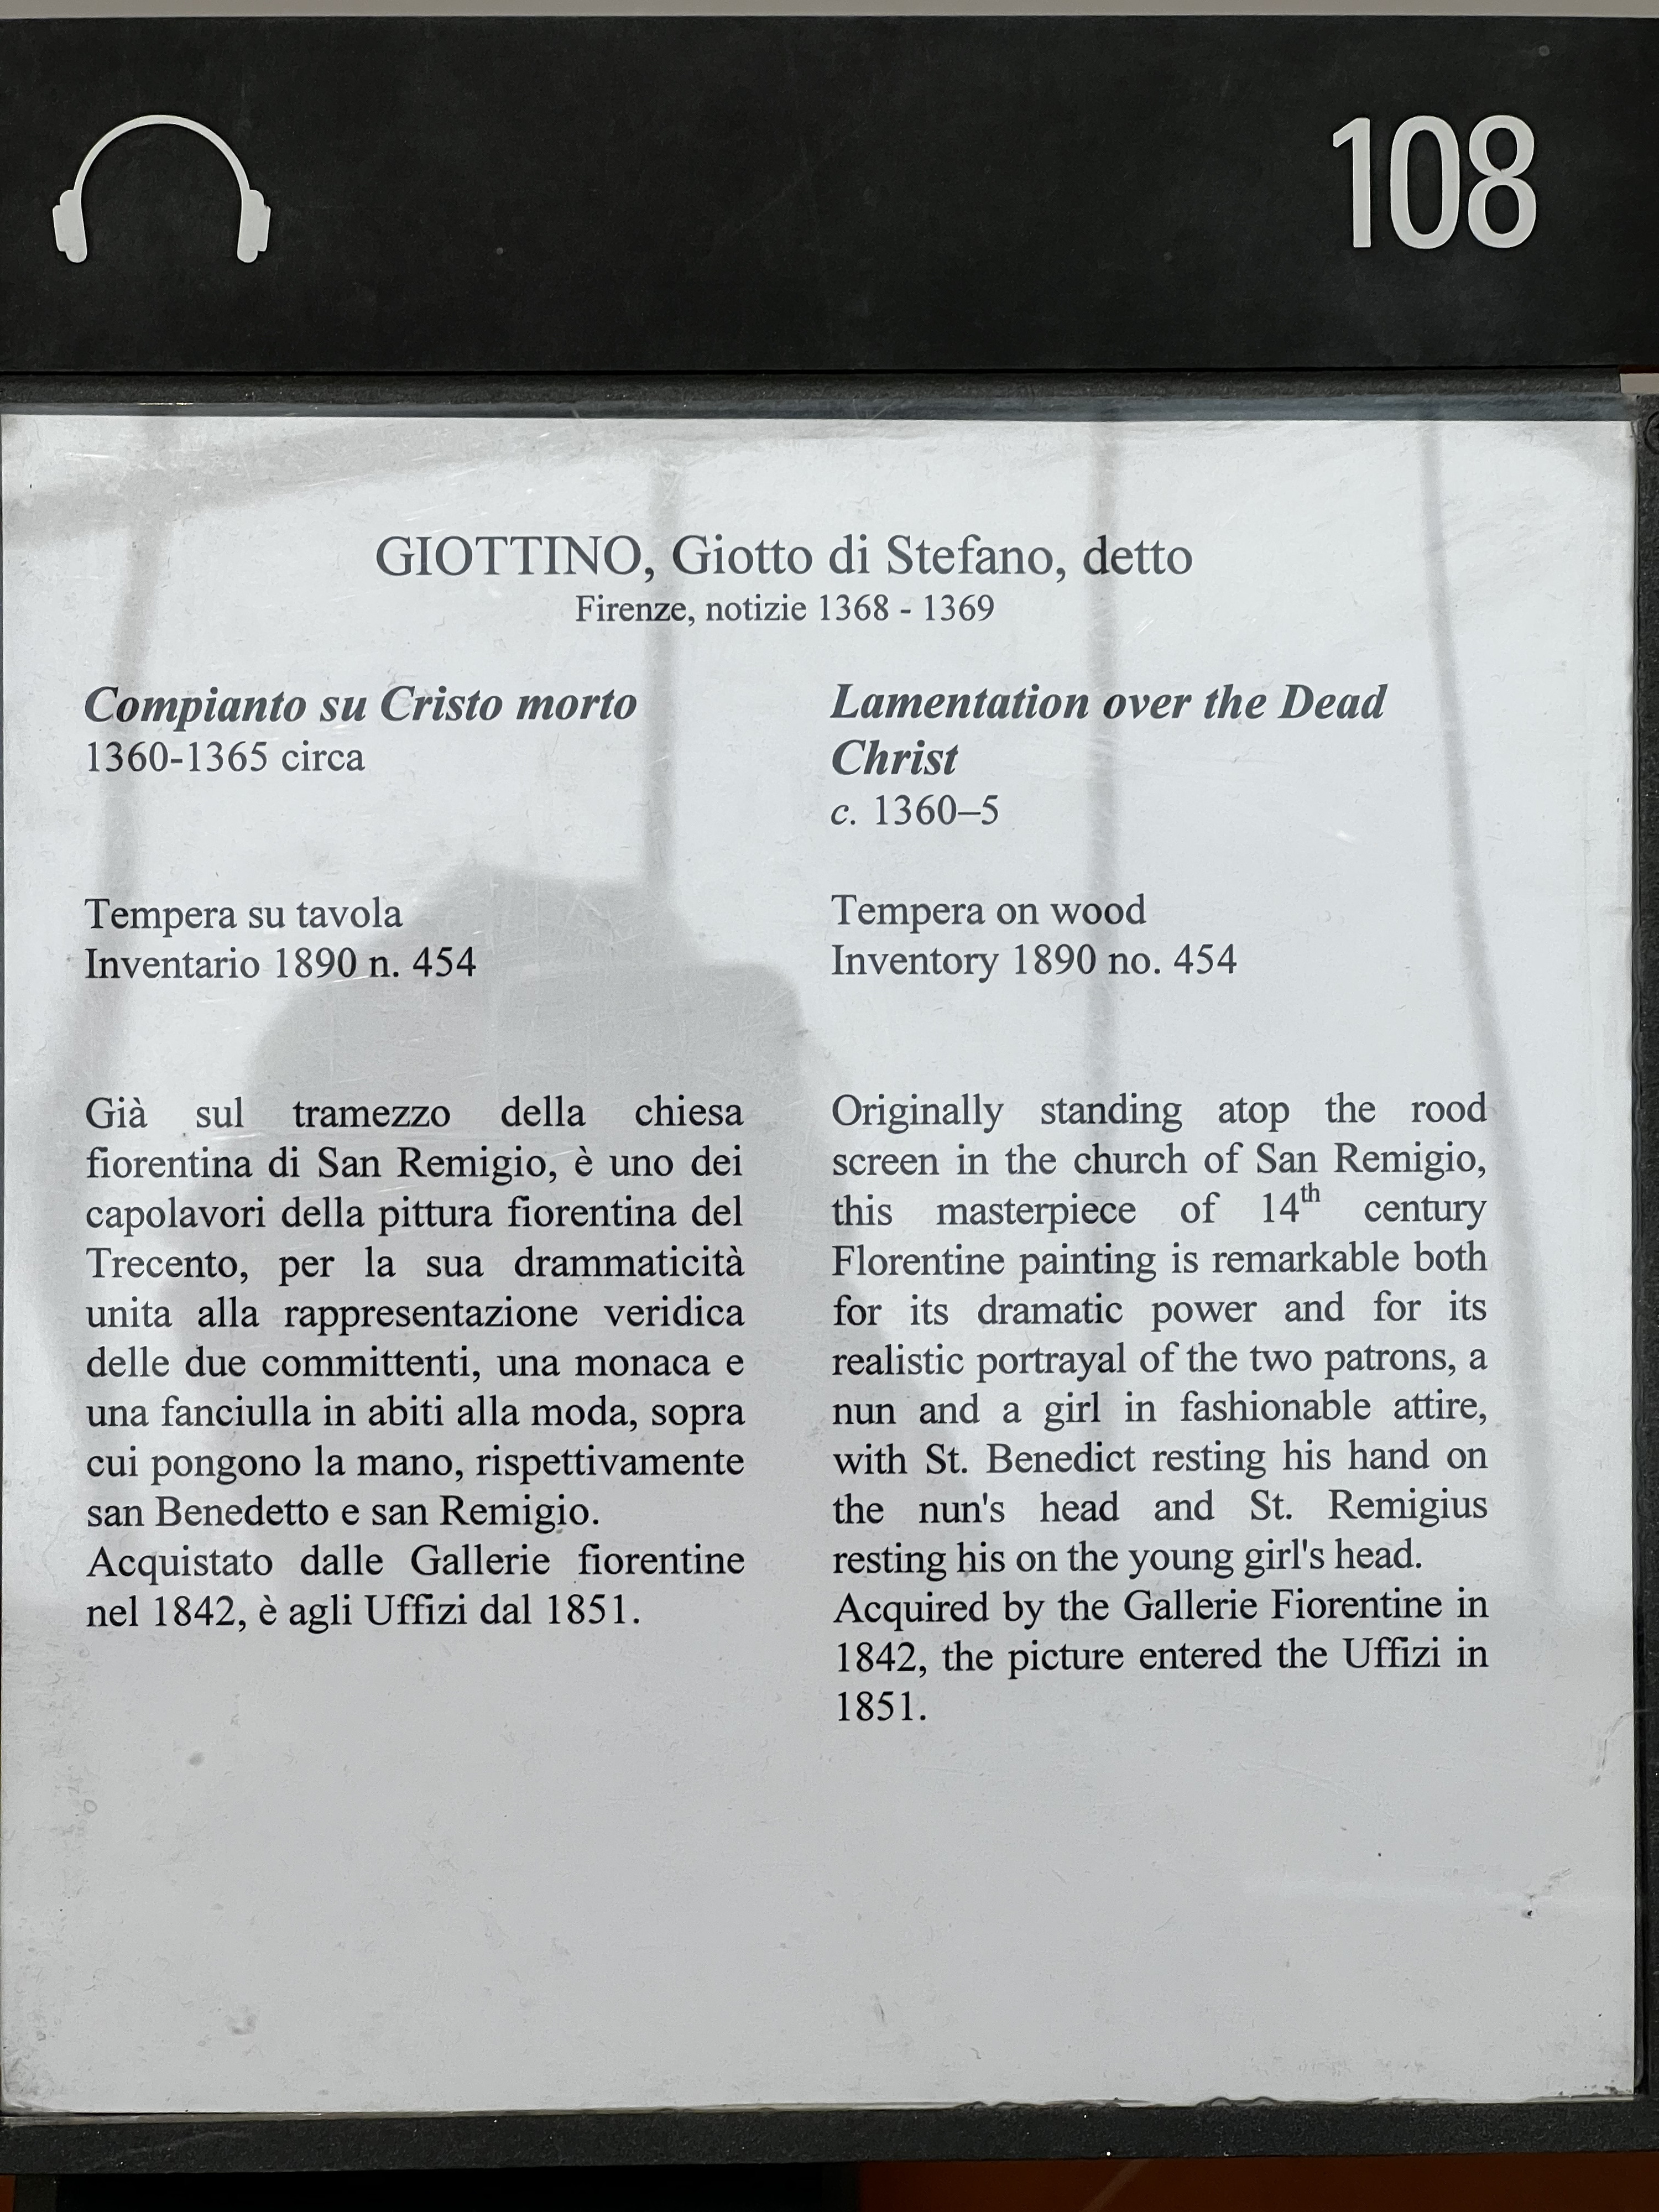 108
GIOTTINO, Giotto di Stefano, detto
Firenze, notizie 1368 - 1369
Compianto su Cristo morto
1360-1365 circa
Tempera su tavola
Inventario 1890 n. 454
Già sul tramezzo della chiesa
fiorentina di San Remigio, è uno dei
capolavori della pittura fiorentina del
Trecento, per la sua drammaticità
unita alla rappresentazione veridica
delle due committenti, una monaca e
una fanciulla in abiti alla moda, sopra
cui pongono la mano, rispettivamente
san Benedetto e san Remigio.
Acquistato dalle Gallerie fiorentine
nel 1842, è agli Uffizi dal 1851.
Lamentation over the Dead
Christ
c. 1360–5
Tempera on wood
Inventory 1890 no. 454
Originally standing atop the rood
screen in the church of San Remigio,
this masterpiece of 14th century
Florentine painting is remarkable both
for its dramatic power and for its
realistic portrayal of the two patrons, a
nun and a girl in fashionable attire,
with St. Benedict resting his hand on
the nun's head and St. Remigius
resting his on the young girl's head.
Acquired by the Gallerie Fiorentine in
1842, the picture entered the Uffizi in
1851.